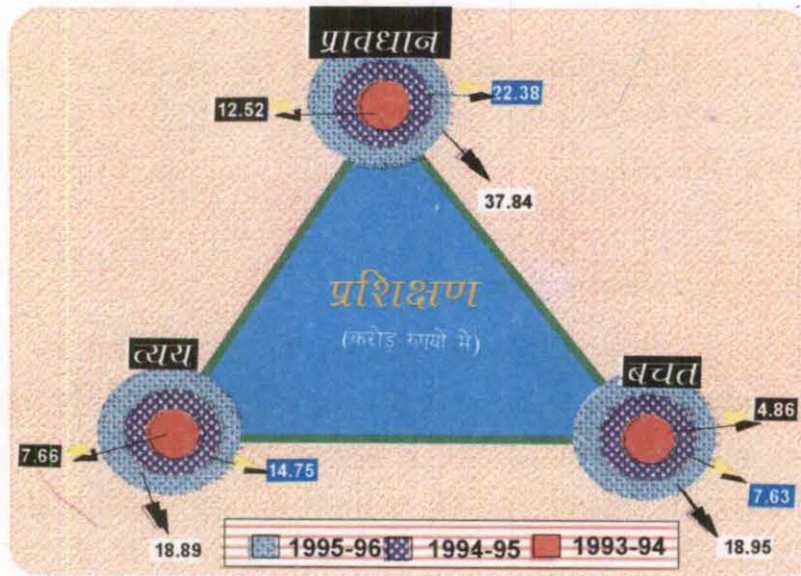 प्रावधान
12.52
22.38
37.84
प्रशिक्षण
(करोड़ रुपयों में)
व्यय
बचत
7.66
14.75
18.89
4.86
7.63
18.95
1995-96 1994-95 1993-94